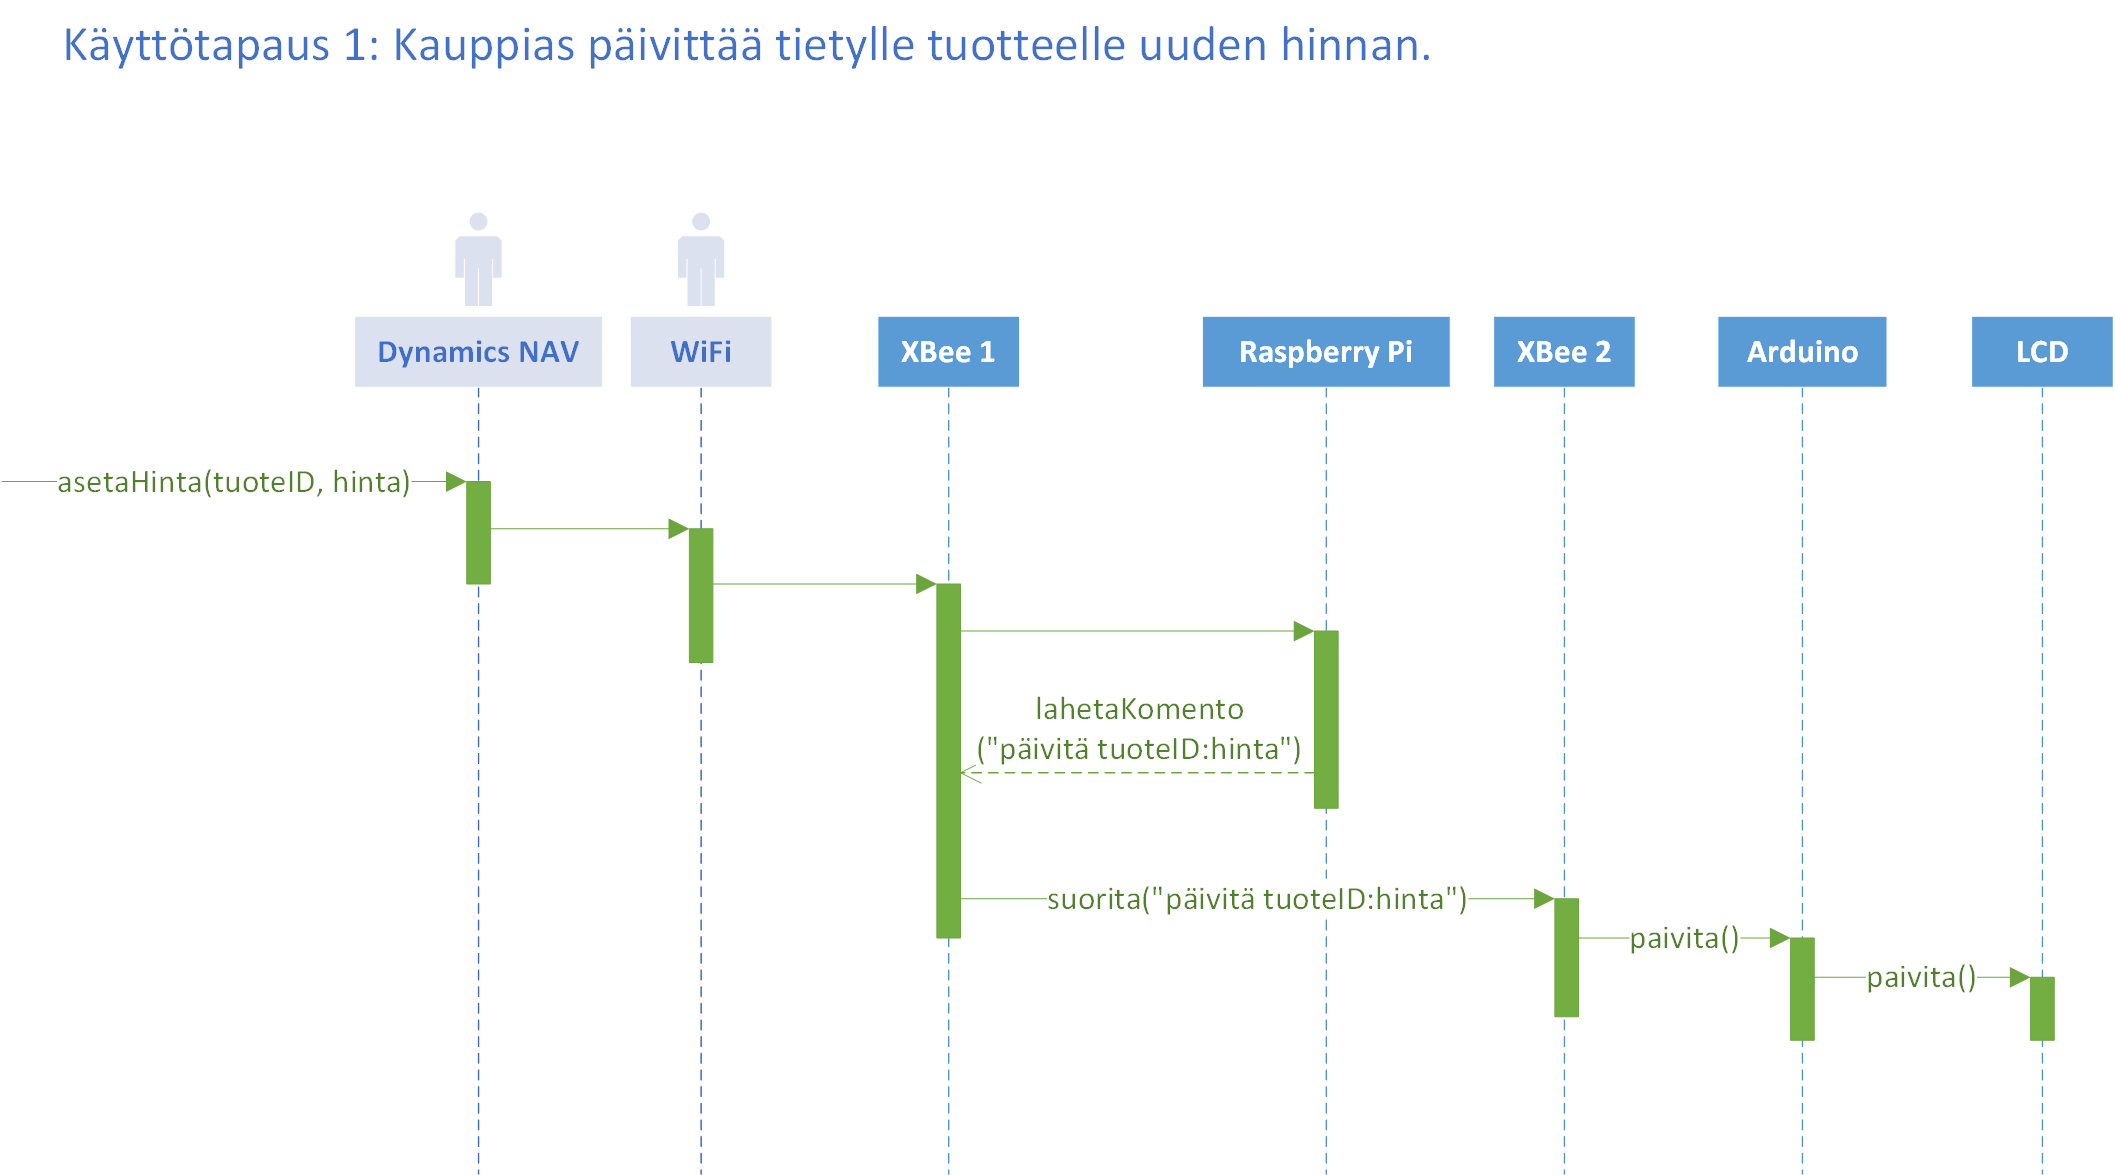 Käyttötapaus 1: Kauppias päivittää tietylle tuotteelle uuden hinnan.
Dynamics NAV
WiFi
XBee 1
Raspberry Pi
XBee 2
Arduino
LCD
asetaHinta(tuoteID, hinta)
lahetaKomento
("päivitä tuoteID:hinta")
suorita("päivitä tuoteID:hinta")
paivita()
paivita()